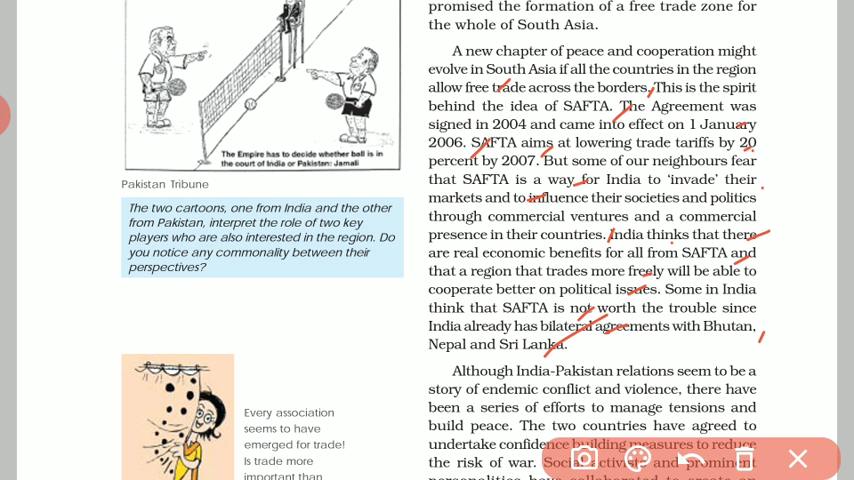 The Empire has to decide whether ball is in
the court of India or Pakistan: Jamali
Pakistan Tribune
The two cartoons, one from India and the other
from Pakistan, interpret the role of two key
players who are also interested in the region. Do
you notice any commonality between their
perspectives?
Every association
seems to have
emerged for trade!
Is trade more
important than
promised the formation of a free trade zone for
the whole of South Asia.
A new chapter of peace and cooperation might
evolve in South Asia if all the countries in the region
allow free trade across the borders. This is the spirit
behind the idea of SAFTA. The Agreement was
signed in 2004 and came into effect on 1 January
2006. SAFTA aims at lowering trade tariffs by 20
percent by 2007. But some of our neighbours fear
that SAFTA is a way for India to ‘invade’ their
markets and to influence their societies and politics
through commercial ventures and a commercial
presence in their countries. India thinks that there
are real economic benefits for all from SAFTA and
that a region that trades more freely will be able to
cooperate better on political issues. Some in India
think that SAFTA is not worth the trouble since
India already has bilateral agreements with Bhutan,
Nepal and Sri Lanka.
Although India-Pakistan relations seem to be a
story of endemic conflict and violence, there have
been a series of efforts to manage tensions and
build peace. The two countries have agreed to
undertake confidence building measures to reduce
the risk of war. Social activists and prominent
personalities have collaborated to create an